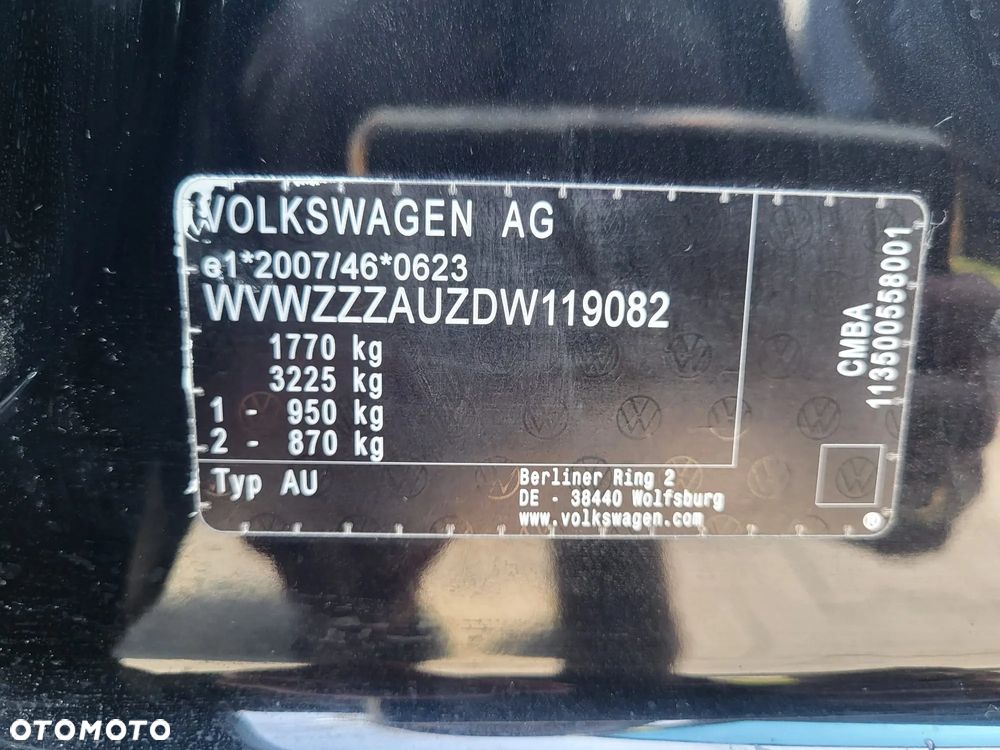 VOLKSWAGEN AG
e1*2007/46*0623
WVWZZZAUZDW119082
1770 kg
3225 kg
1 - 950 kg
2 - 870 kg
Typ AU
Berliner Ring 2
DE - 38440 Wolfsburg
www.volkswagen.com
CMBA
113500558001
®
OTOMOTO